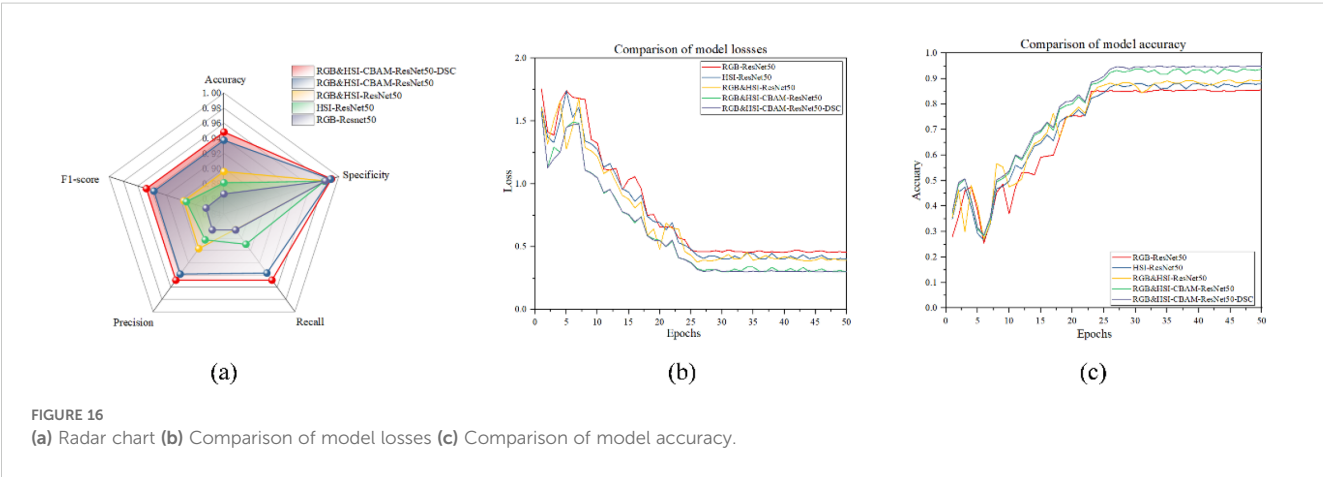 Accuracy
1.00
0.98
0.96
0.94
0.92
0.90
F1-score
Specificity
Precision
Recall
RGB&HSI-CBAM-ResNet50-DSC
RGB&HSI-CBAM-ResNet50
RGB&HSI-ResNet50
HSI-ResNet50
RGB-Resnet50
(a)
Comparison of model lossses
2.0
1.5
1.0
0.5
0.0
Loss
0 5 10 15 20 25 30 35 40 45 50
Epochs
RGB-ResNet50
HSI-ResNet50
RGB&HSI-ResNet50
RGB&HSI-CBAM-ResNet50
RGB&HSI-CBAM-ResNet50-DSC
(b)
Comparison of model accuracy
1.0
0.9
0.8
0.7
0.6
0.5
0.4
0.3
0.2
0.1
0.0
Accuary
0 5 10 15 20 25 30 35 40 45 50
Epochs
RGB-ResNet50
HSI-ResNet50
RGB&HSI-ResNet50
RGB&HSI-CBAM-ResNet50
RGB&HSI-CBAM-ResNet50-DSC
(c)
FIGURE 16
(a) Radar chart (b) Comparison of model losses (c) Comparison of model accuracy.